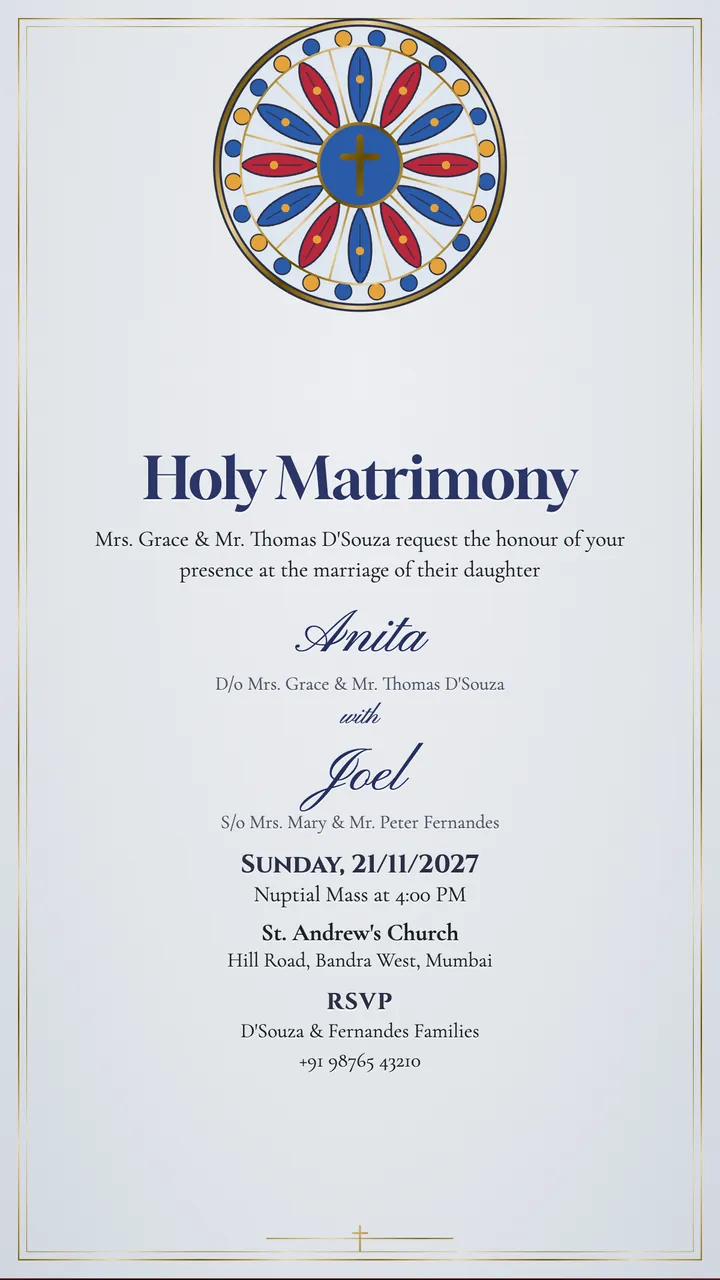 Holy Matrimony
Mrs. Grace & Mr. Thomas D'Souza request the honour of your
presence at the marriage of their daughter
Anita
D/o Mrs. Grace & Mr. Thomas D'Souza
with
Joel
S/o Mrs. Mary & Mr. Peter Fernandes
Sunday, 21/11/2027
Nuptial Mass at 4:00 PM
St. Andrew's Church
Hill Road, Bandra West, Mumbai
RSVP
D'Souza & Fernandes Families
+91 98765 43210